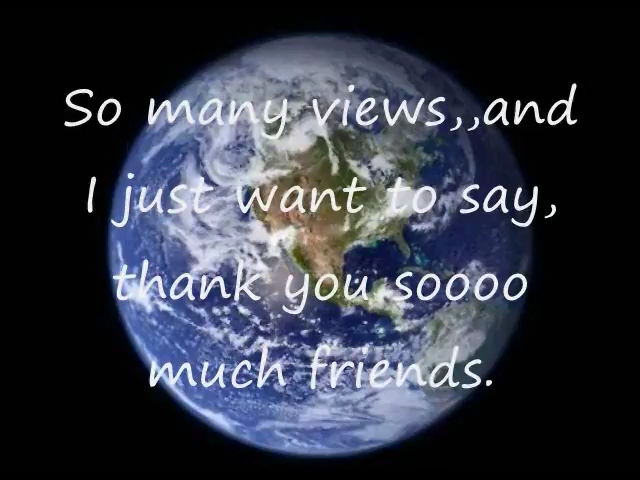 So many views,,and
I just want to say,
thank you soooo
much friends.